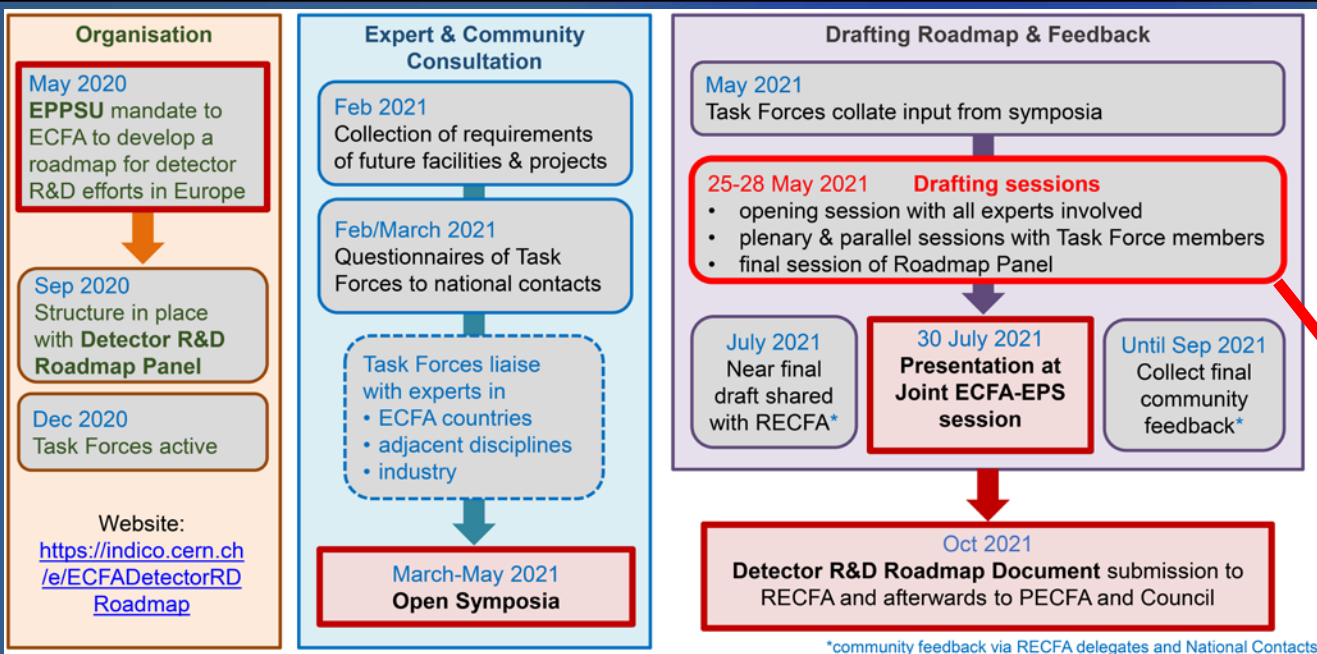 Organisation
May 2020
EPPSU mandate to
ECFA to develop a
roadmap for detector
R&D efforts in Europe
Sep 2020
Structure in place
with Detector R&D
Roadmap Panel
Dec 2020
Task Forces active
Website:
https://indico.cern.ch
/e/ECFADetectorRD
Roadmap
Expert & Community
Consultation
Feb 2021
Collection of requirements
of future facilities & projects
Feb/March 2021
Questionnaires of Task
Forces to national contacts
Task Forces liaise
with experts in
• ECFA countries
• adjacent disciplines
• industry
March-May 2021
Open Symposia
Drafting Roadmap & Feedback
May 2021
Task Forces collate input from symposia
25-28 May 2021 Drafting sessions
• opening session with all experts involved
• plenary & parallel sessions with Task Force members
• final session of Roadmap Panel
July 2021
Near final
draft shared
with RECFA*
30 July 2021
Presentation at
Joint ECFA-EPS
session
Until Sep 2021
Collect final
community
feedback*
Oct 2021
Detector R&D Roadmap Document submission to
RECFA and afterwards to PECFA and Council
*community feedback via RECFA delegates and National Contacts